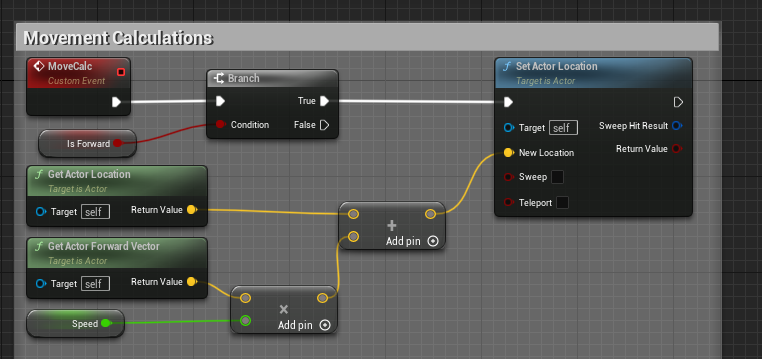 Movement Calculations
MoveCalc
Custom Event
Branch
True
Condition
False
Is Forward
Set Actor Location
Target is Actor
Target self
Sweep Hit Result
New Location
Return Value
Sweep
Teleport
Get Actor Location
Target is Actor
Target self
Return Value
+
Add pin
Get Actor Forward Vector
Target is Actor
Target self
Return Value
×
Add pin
Speed